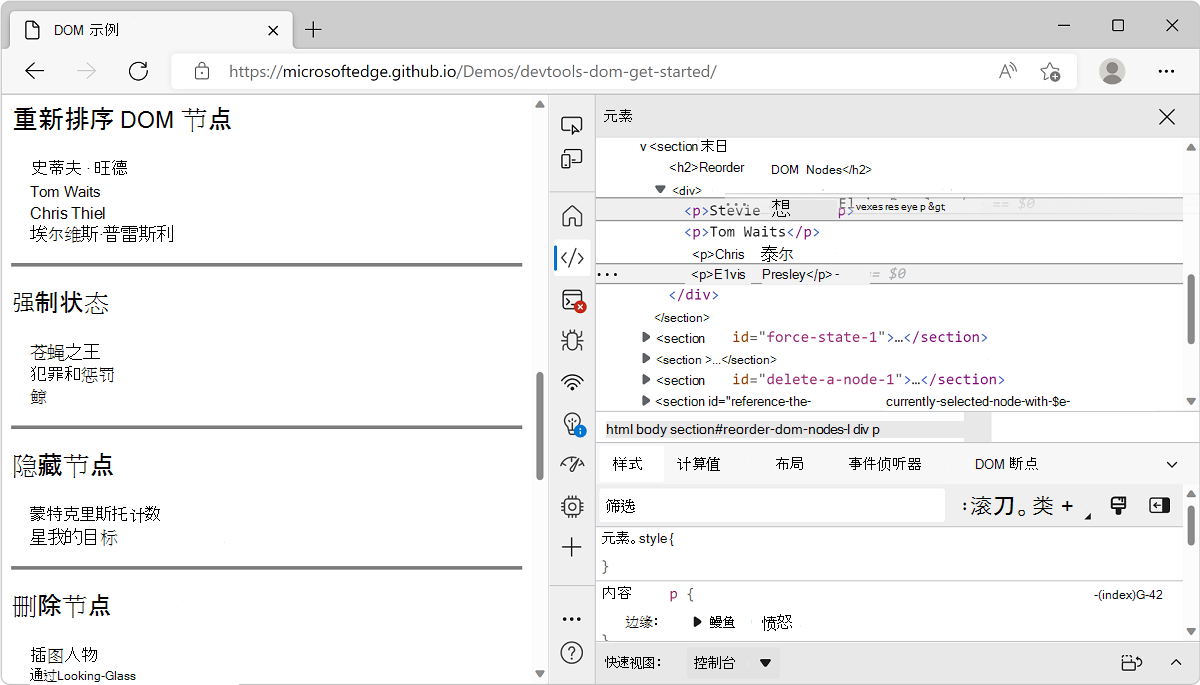 DOM 示例
https://microsoftedge.github.io/Demos/devtools-dom-get-started/
重新排序 DOM 节点
史蒂夫 · 旺德
Tom Waits
Chris Thiel
埃尔维斯·普雷斯利
强制状态
苍蝇之王
犯罪和惩罚
鲸
隐藏节点
蒙特克里斯托计数
星我的目标
删除节点
插图人物
通过Looking-Glass
元素
v <section 末日
<h2>Reorder DOM Nodes</h2>
<div>
<p>Stevie 想 p> vexes res eye p &gt; == $0
<p>Tom Waits</p>
<p>Chris 泰尔
<p>E1vis Presley</p> - = $0
</div>
</section>
<section id="force-state-1">…</section>
<section >...</section>
<section id="delete-a-node-1">…</section>
<section id="reference-the- currently-selected-node-with-$e-
html body section#reorder-dom-nodes-l div p
样式 计算值 布局 事件侦听器 DOM 断点
筛选 :滚刀。类 +
元素。style {
}
内容 p { -(index)G-42
边缘: 鳗鱼 愤怒
}
快速视图: 控制台